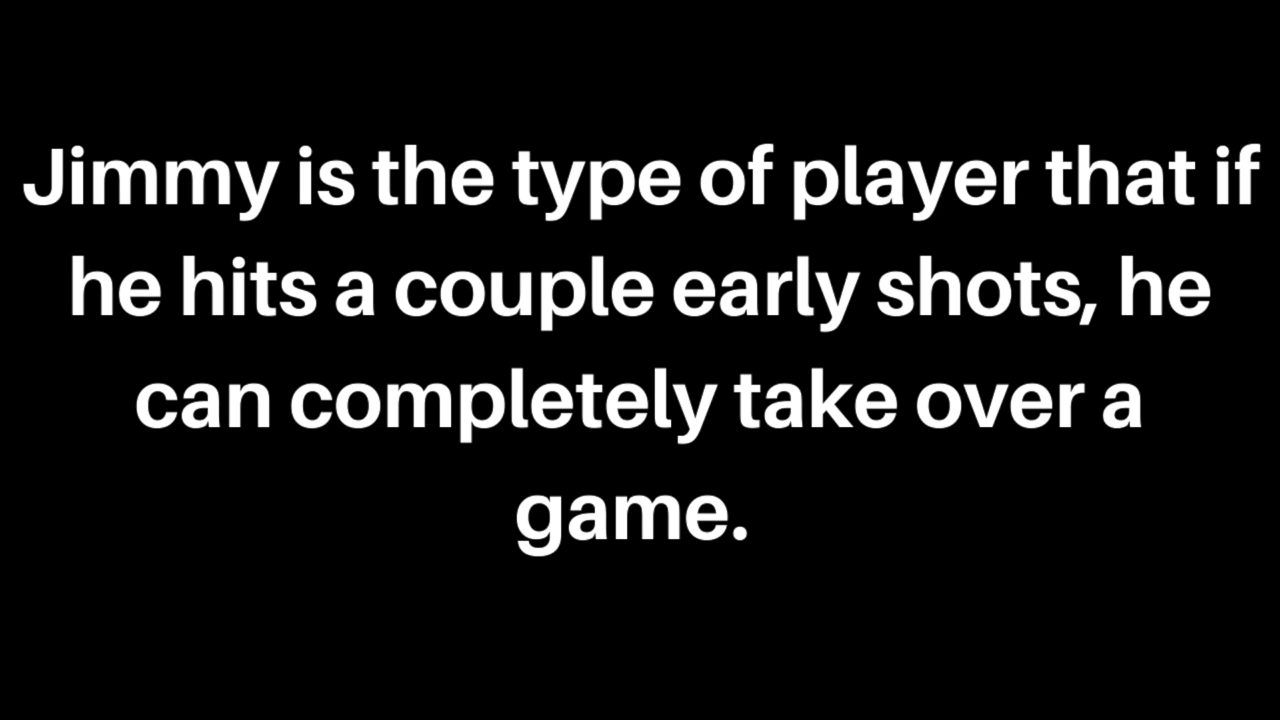 Jimmy is the type of player that if
he hits a couple early shots, he
can completely take over a
game.